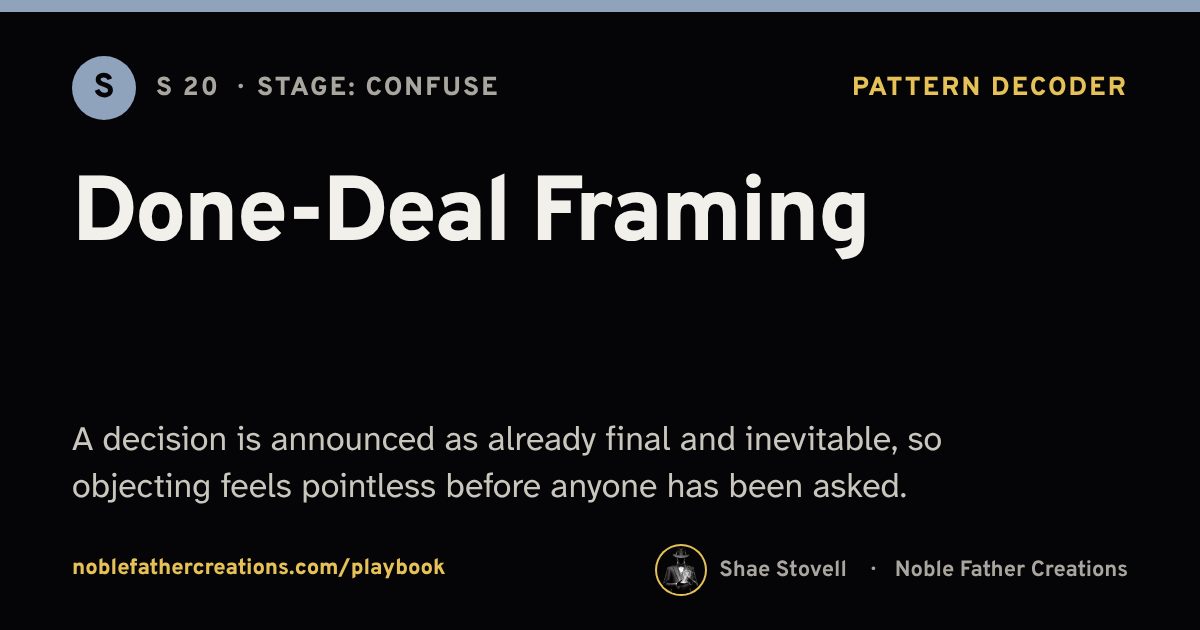 S
S 20 · STAGE: CONFUSE
PATTERN DECODER
Done-Deal Framing
A decision is announced as already final and inevitable, so
objecting feels pointless before anyone has been asked.
noblefathercreations.com/playbook
Shae Stovell · Noble Father Creations